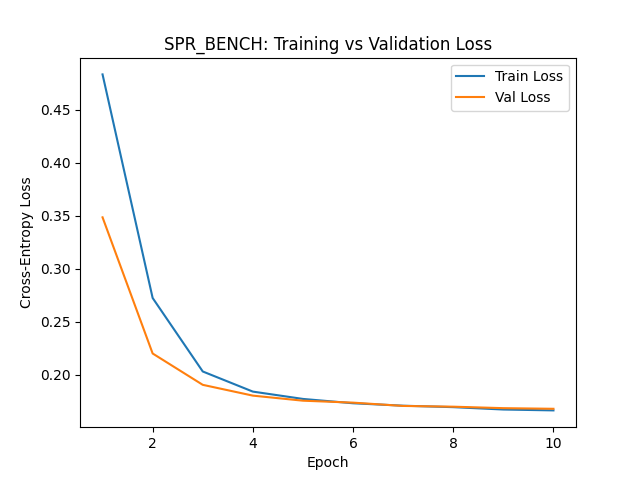 SPR_BENCH: Training vs Validation Loss
Train Loss
Val Loss
Cross-Entropy Loss
0.45
0.40
0.35
0.30
0.25
0.20
2
4
6
8
10
Epoch